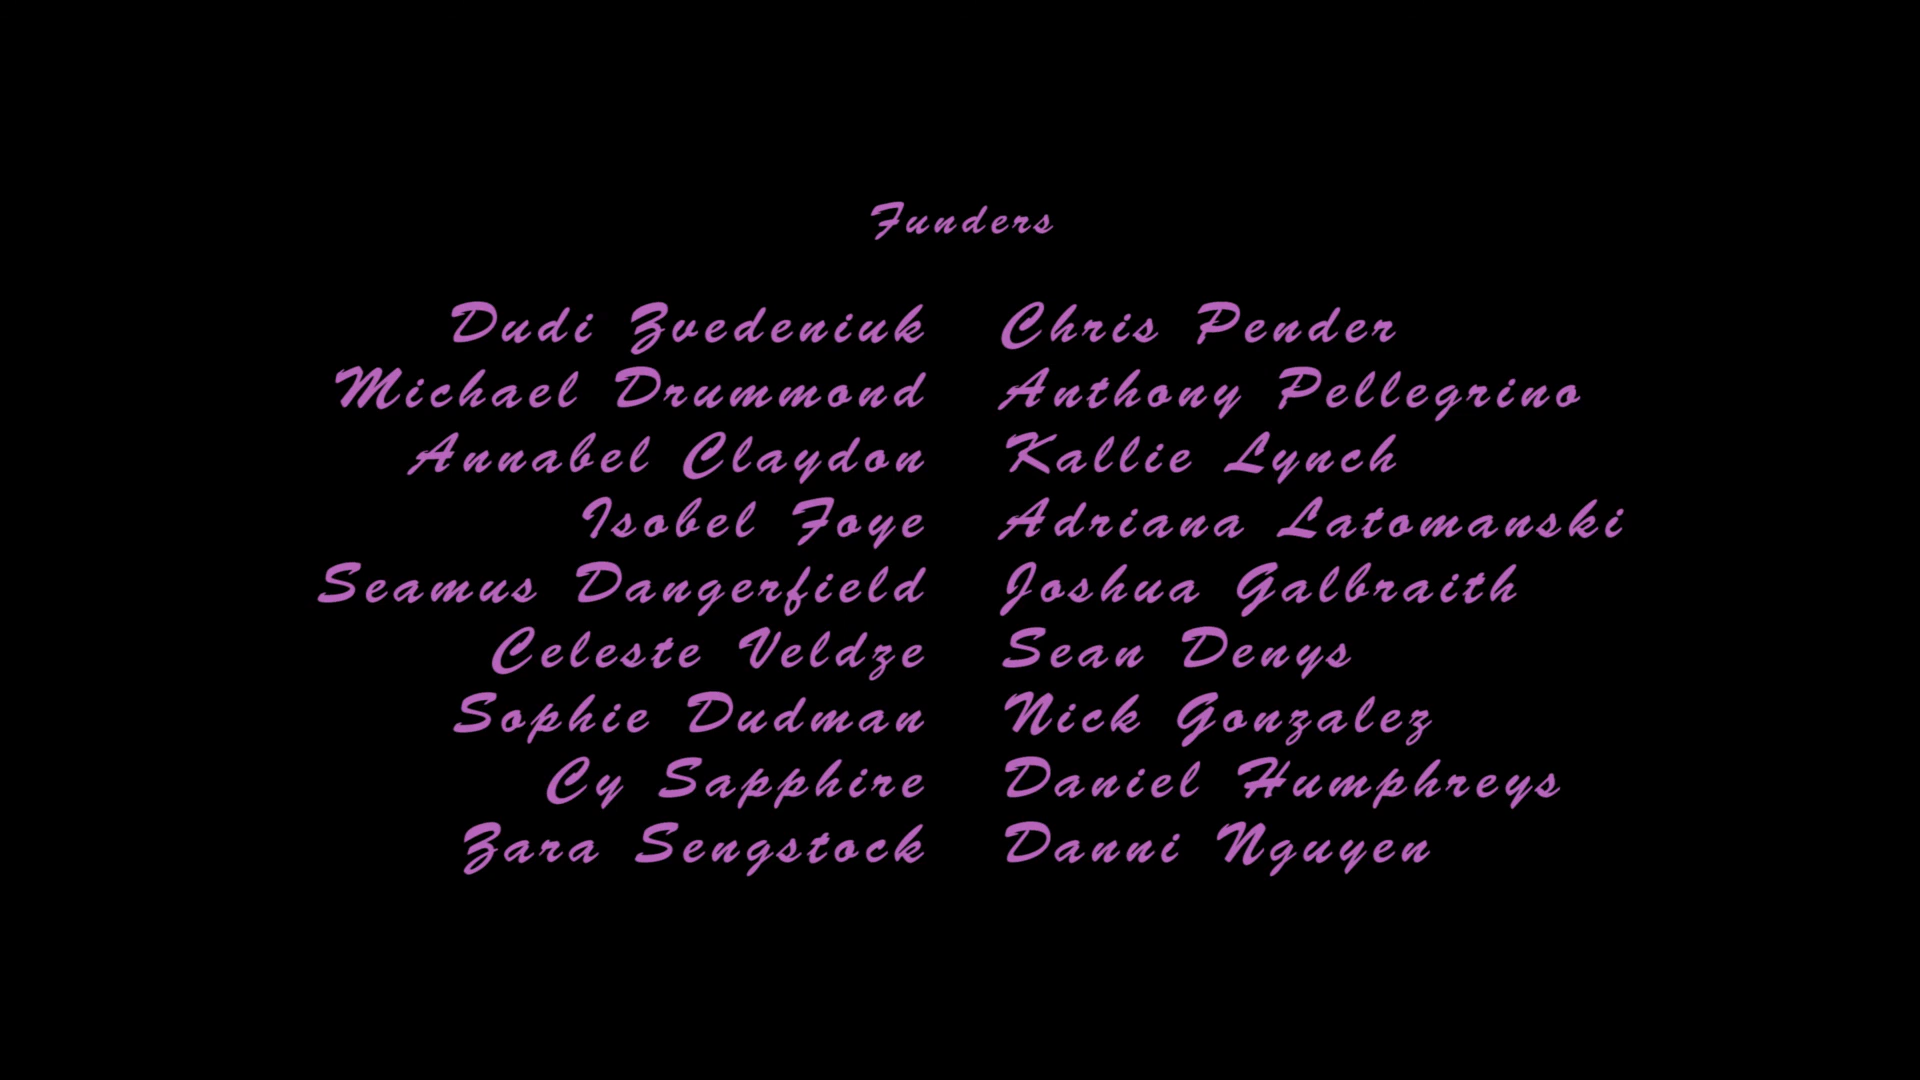 Funders
Dudi Zvedeniuk Chris Pender
Michael Drummond Anthony Pellegrino
Annabel Claydon Kallie Lynch
Isobel Foye Adriana Latomanski
Seamus Dangerfield Joshua Galbraith
Celeste Veldze Sean Denys
Sophie Dudman Nick Gonzalez
Cy Sapphire Daniel Humphreys
Zara Sengstock Danni Nguyen